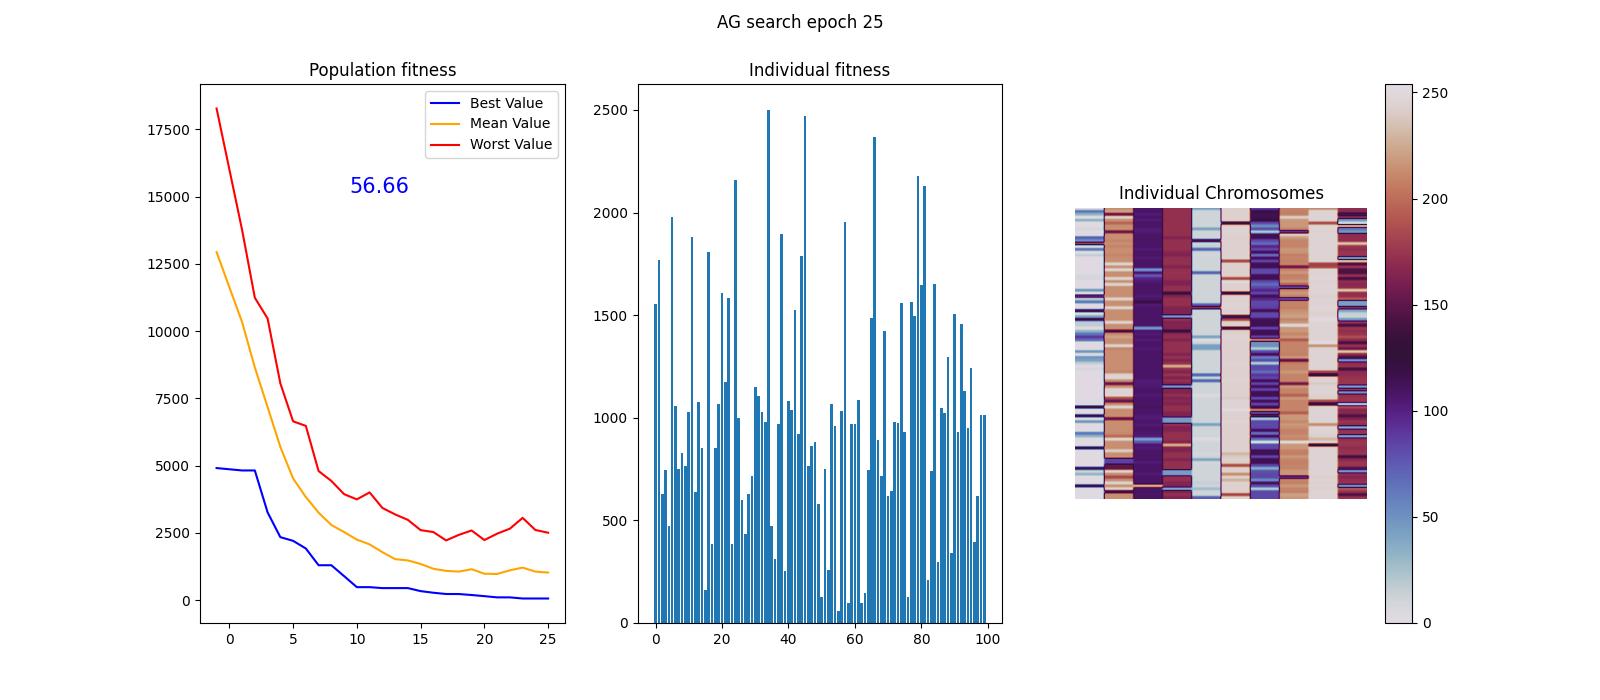 AG search epoch 25
Population fitness
Best Value
Mean Value
Worst Value
56.66
17500
15000
12500
10000
7500
5000
2500
0
0 5 10 15 20 25
Individual fitness
2500
2000
1500
1000
500
0
0 20 40 60 80 100
Individual Chromosomes
250
200
150
100
50
0